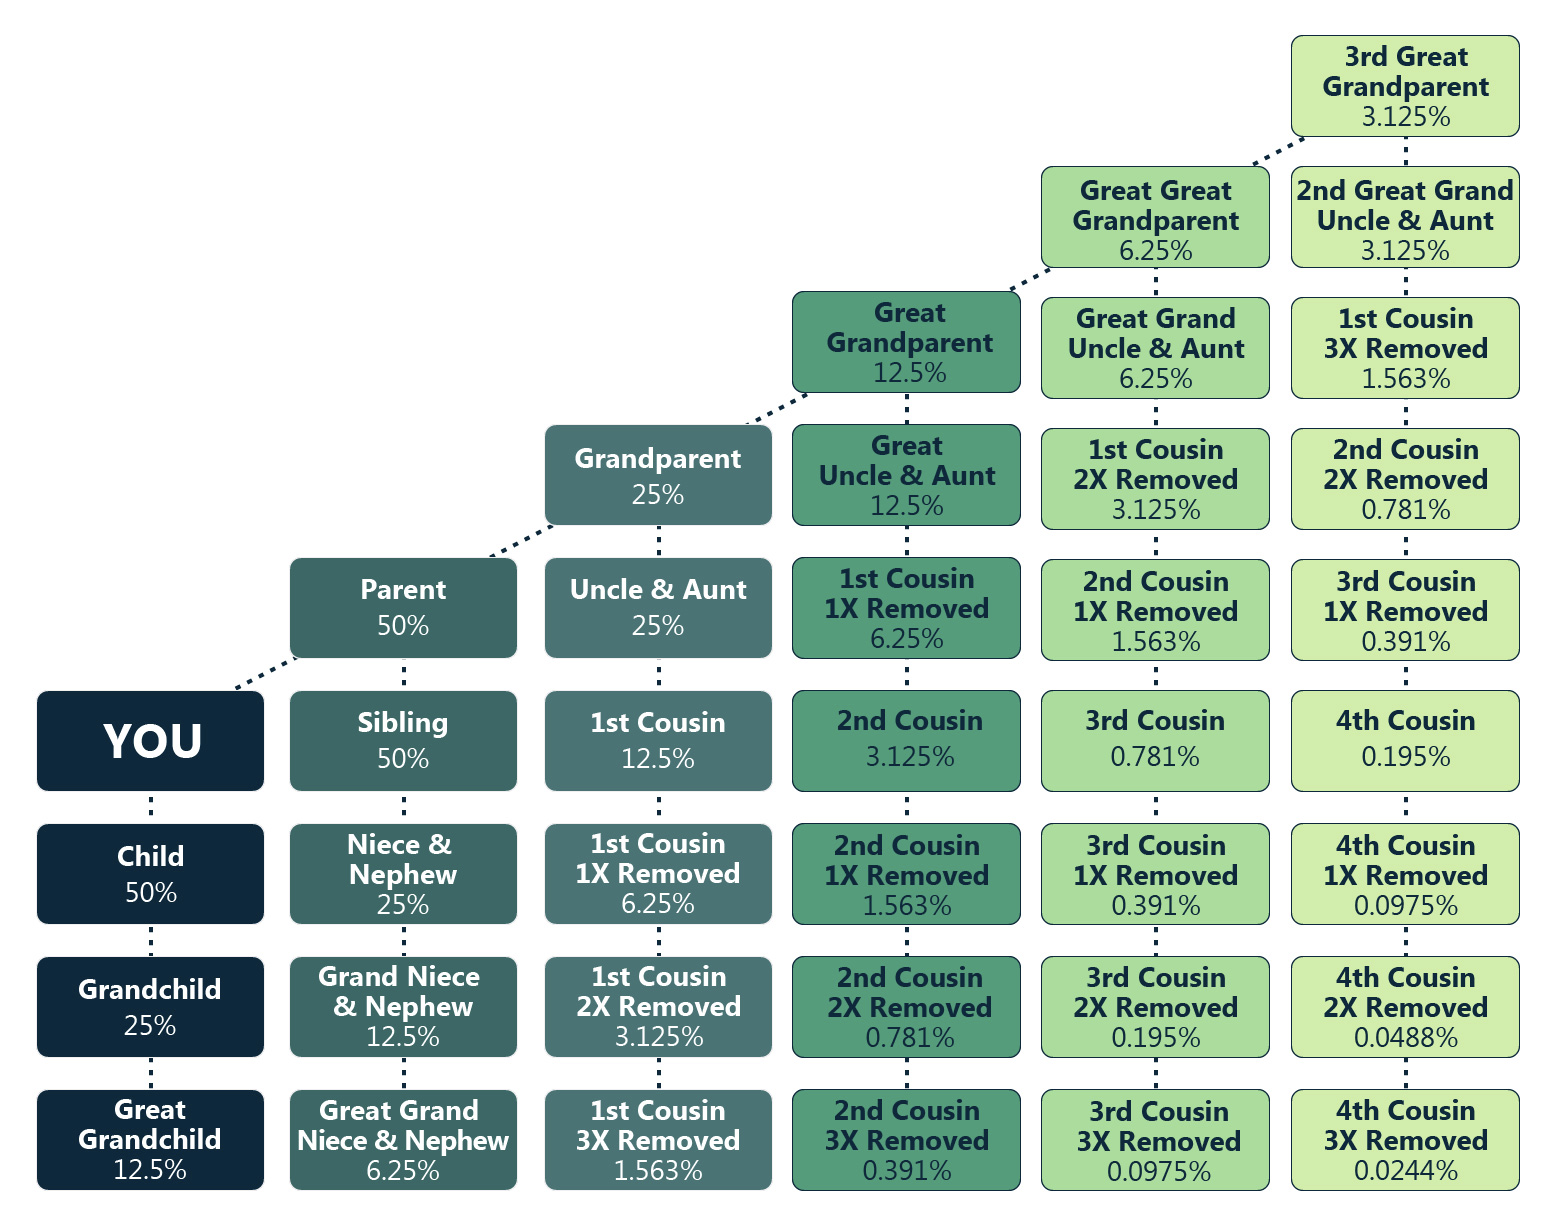 3rd Great
Grandparent
3.125%
Great Great
Grandparent
6.25%
2nd Great Grand
Uncle & Aunt
3.125%
Great
Grandparent
12.5%
Great Grand
Uncle & Aunt
6.25%
1st Cousin
3X Removed
1.563%
Grandparent
25%
Great
Uncle & Aunt
12.5%
1st Cousin
2X Removed
3.125%
2nd Cousin
2X Removed
0.781%
Parent
50%
Uncle & Aunt
25%
1st Cousin
1X Removed
6.25%
2nd Cousin
1X Removed
1.563%
3rd Cousin
1X Removed
0.391%
YOU
Sibling
50%
1st Cousin
12.5%
2nd Cousin
3.125%
3rd Cousin
0.781%
4th Cousin
0.195%
Child
50%
Niece &
Nephew
25%
1st Cousin
1X Removed
6.25%
2nd Cousin
1X Removed
1.563%
3rd Cousin
1X Removed
0.391%
4th Cousin
1X Removed
0.0975%
Grandchild
25%
Grand Niece
& Nephew
12.5%
1st Cousin
2X Removed
3.125%
2nd Cousin
2X Removed
0.781%
3rd Cousin
2X Removed
0.195%
4th Cousin
2X Removed
0.0488%
Great
Grandchild
12.5%
Great Grand
Niece & Nephew
6.25%
1st Cousin
3X Removed
1.563%
2nd Cousin
3X Removed
0.391%
3rd Cousin
3X Removed
0.0975%
4th Cousin
3X Removed
0.0244%